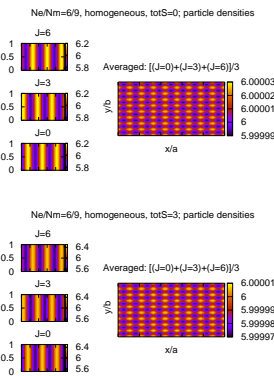 Ne/Nm=6/9, homogeneous, totS=0; particle densities
J=6
1 6.2
0.5 6
0 5.8
J=3
1 6.2
0.5 6
0 5.8
J=0
1 6.2
0.5 6
0 5.8
Averaged: [(J=0)+(J=3)+(J=6)]/3
y/b
x/a
6.00003
6.00002
6.00001
6
5.99999
Ne/Nm=6/9, homogeneous, totS=3; particle densities
J=6
1 6.4
0.5 6
0 5.6
J=3
1 6.4
0.5 6
0 5.6
J=0
1 6.4
0.5 6
0 5.6
Averaged: [(J=0)+(J=3)+(J=6)]/3
y/b
x/a
6.00001
6
5.99999
5.99998
5.99997